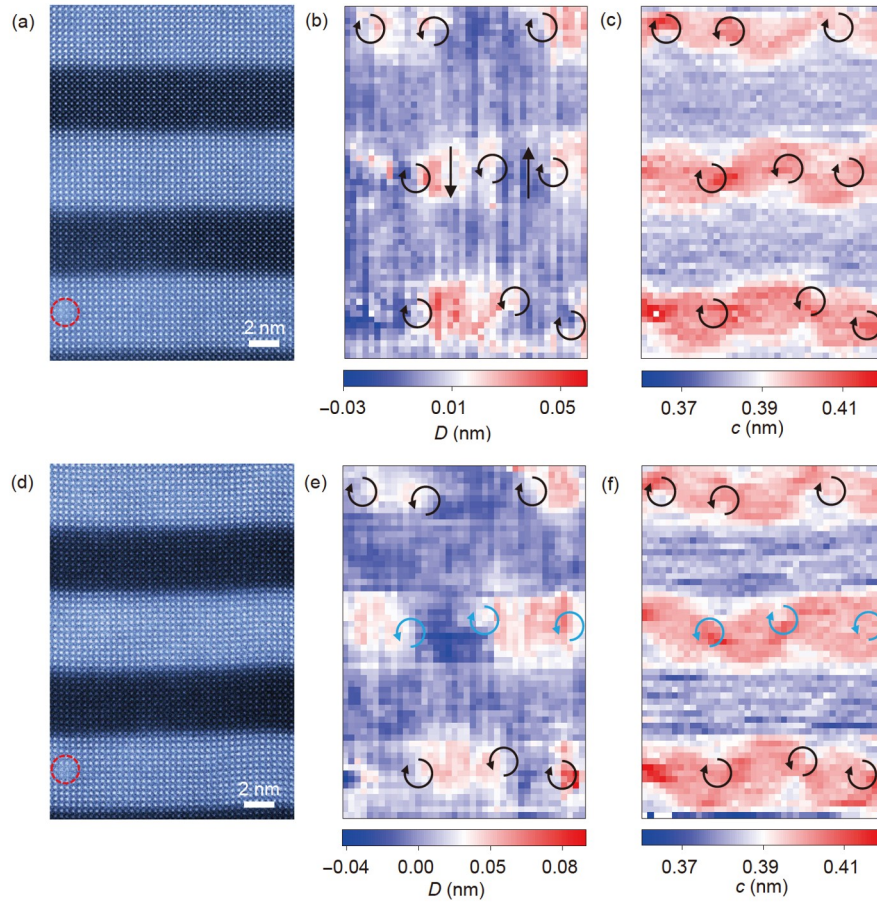 (a)
(b)
(c)
2 nm
−0.03 0.01 0.05
D (nm)
0.37 0.39 0.41
c (nm)
(d)
(e)
(f)
2 nm
−0.04 0.00 0.05 0.08
D (nm)
0.37 0.39 0.41
c (nm)